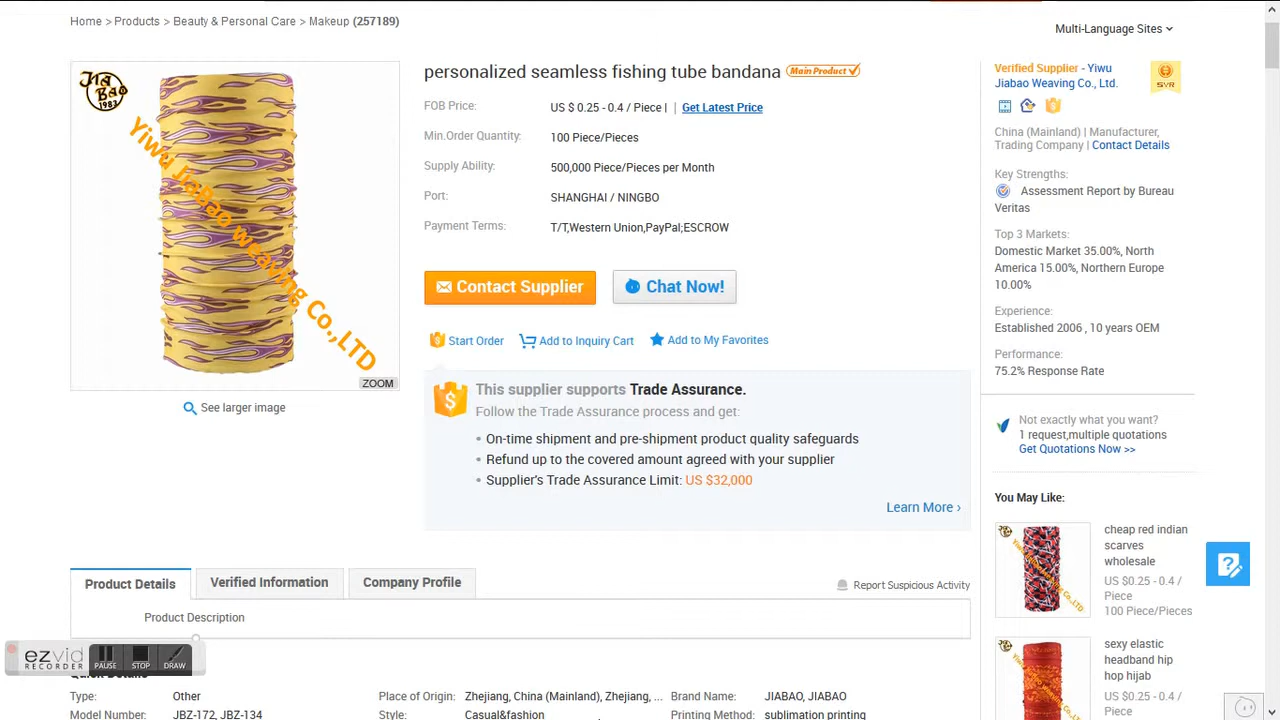 Home > Products > Beauty & Personal Care > Makeup (257189)
Multi-Language Sites
JIA BAO 1983
Yiwu JiaBao weaving Co.,LTD
ZOOM
See larger image
personalized seamless fishing tube bandana Main Product
FOB Price: US $ 0.25 - 0.4 / Piece | | Get Latest Price
Min.Order Quantity: 100 Piece/Pieces
Supply Ability: 500,000 Piece/Pieces per Month
Port: SHANGHAI / NINGBO
Payment Terms: T/T,Western Union,PayPal;ESCROW
Contact Supplier
Chat Now!
Start Order
Add to Inquiry Cart
Add to My Favorites
This supplier supports Trade Assurance.
Follow the Trade Assurance process and get:
• On-time shipment and pre-shipment product quality safeguards
• Refund up to the covered amount agreed with your supplier
• Supplier's Trade Assurance Limit: US $32,000
Learn More ›
Verified Supplier - Yiwu
Jiabao Weaving Co., Ltd.
5YR
China (Mainland) | Manufacturer,
Trading Company | Contact Details
Key Strengths:
Assessment Report by Bureau
Veritas
Top 3 Markets:
Domestic Market 35.00%, North
America 15.00%, Northern Europe
10.00%
Experience:
Established 2006 , 10 years OEM
Performance:
75.2% Response Rate
Not exactly what you want?
1 request,multiple quotations
Get Quotations Now >>
You May Like:
Yiwu JiaBao weaving Co.,LTD
cheap red indian
scarves
wholesale
US $0.25 - 0.4 /
Piece
100 Piece/Pieces
sexy elastic
headband hip
hop hijab
US $0.25 - 0.4 /
Piece
Product Details
Verified Information
Company Profile
Report Suspicious Activity
Product Description
ezvid
RECORDER
PAUSE
STOP
DRAW
Quick Details
Type: Other
Place of Origin: Zhejiang, China (Mainland), Zhejiang, ...
Brand Name: JIABAO, JIABAO
Model Number: JBZ-172, JBZ-134
Style: Casual&fashion
Printing Method: sublimation printing